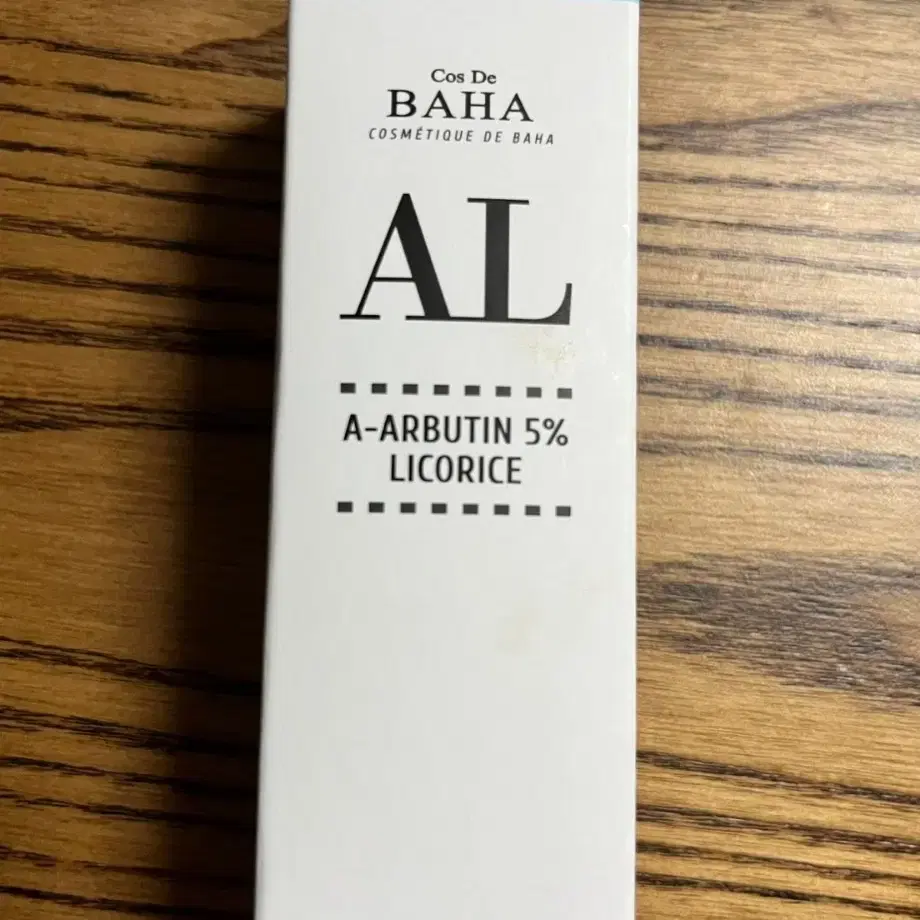 Cos De
BAHA
COSMÉTIQUE DE BAHA
AL
A-ARBUTIN 5%
LICORICE